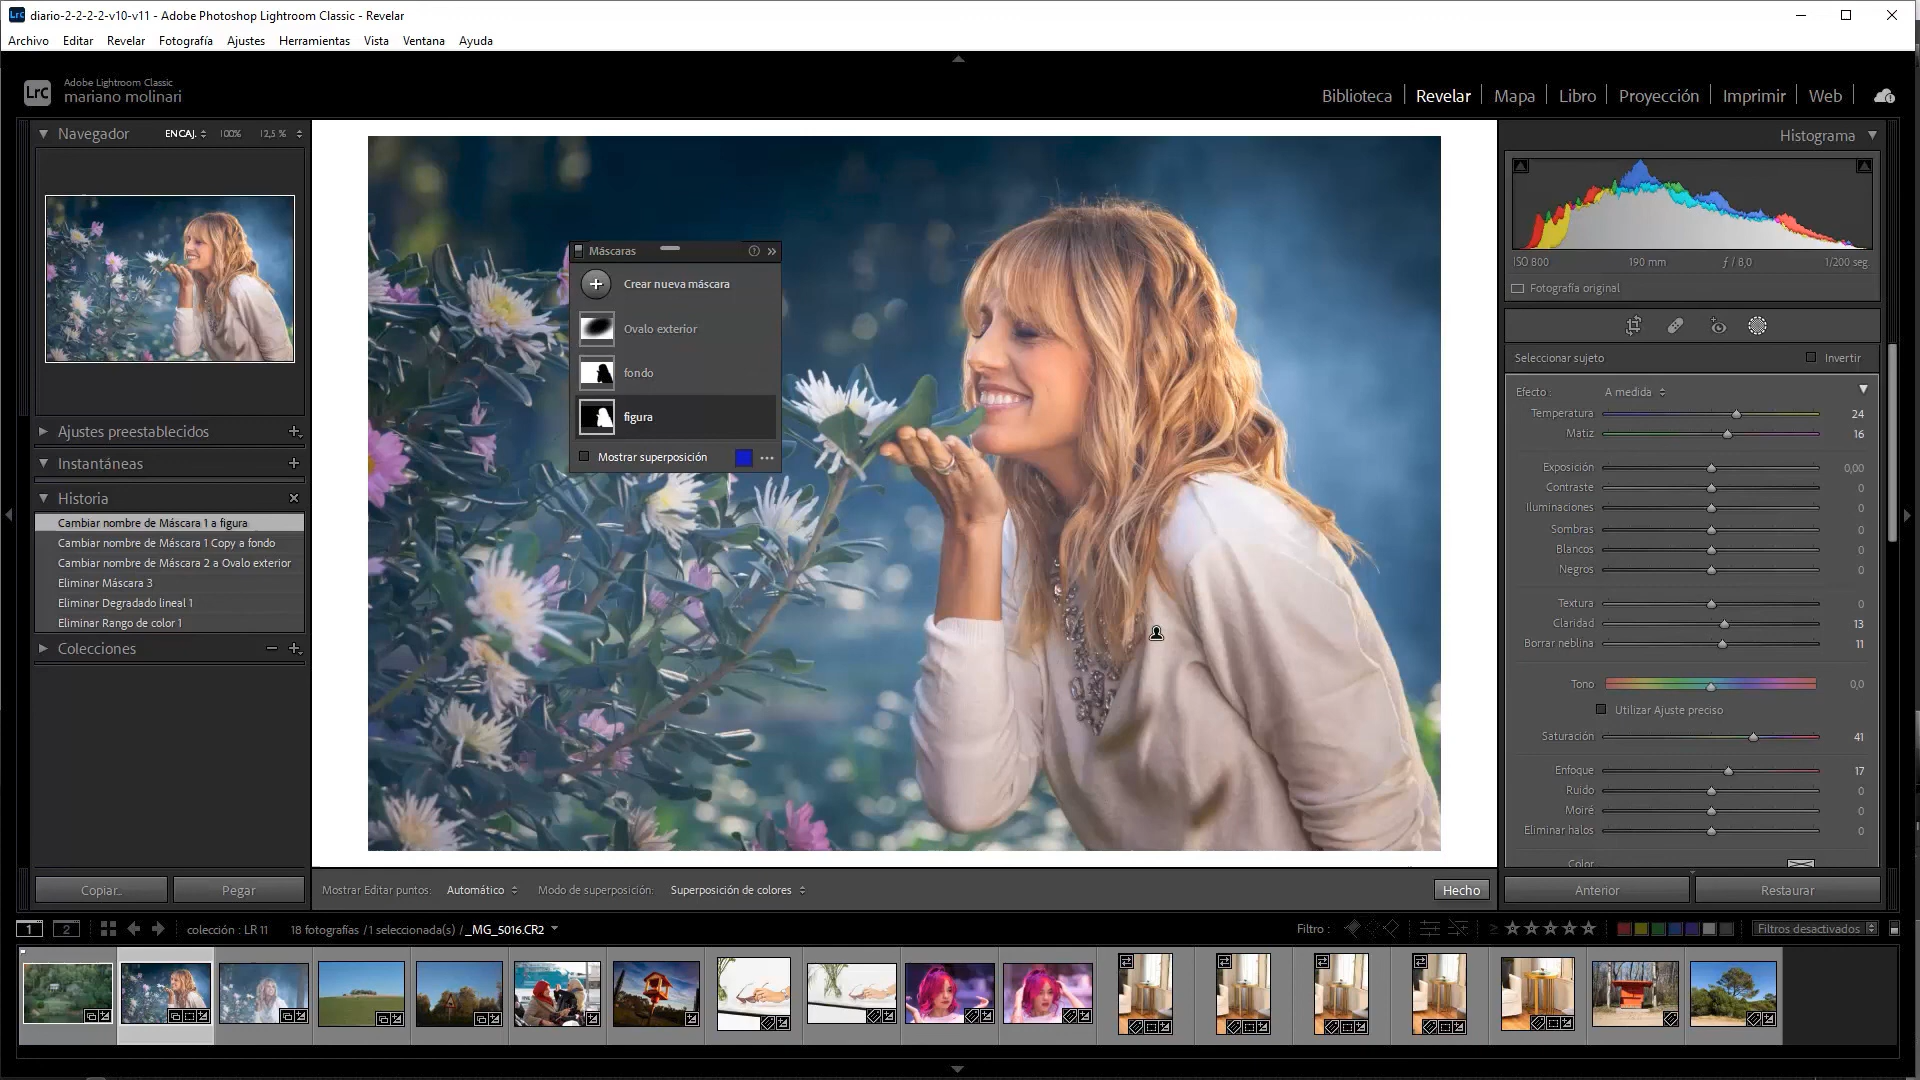 diario-2-2-2-2-v10-v11 - Adobe Photoshop Lightroom Classic - Revelar
Archivo Editar Revelar Fotografía Ajustes Herramientas Vista Ventana Ayuda
LrC
Adobe Lightroom Classic
mariano molinari
Biblioteca Revelar Mapa Libro Proyección Imprimir Web
Navegador ENCAJ. 100% 12,5 %
Ajustes preestablecidos
Instantáneas
Historia
Cambiar nombre de Máscara 1 a figura
Cambiar nombre de Máscara 1 Copy a fondo
Cambiar nombre de Máscara 2 a Ovalo exterior
Eliminar Máscara 3
Eliminar Degradado lineal 1
Eliminar Rango de color 1
Colecciones
Copiar... Pegar
Máscaras
Crear nueva máscara
Ovalo exterior
fondo
figura
Mostrar superposición
Histograma
ISO 800 190 mm ƒ / 8,0 1/200 seg.
Fotografía original
Seleccionar sujeto Invertir
Efecto : A medida
Temperatura 24
Matiz 16
Exposición 0,00
Contraste 0
Iluminaciones 0
Sombras 0
Blancos 0
Negros 0
Textura 0
Claridad 13
Borrar neblina 11
Tono 0,0
Utilizar Ajuste preciso
Saturación 41
Enfoque 17
Ruido 0
Moiré 0
Eliminar halos 0
Color
Anterior Restaurar
Mostrar Editar puntos: Automático Modo de superposición: Superposición de colores Hecho
1 2 colección : LR 11 18 fotografías /1 seleccionada(s) /_MG_5016.CR2 Filtro : Filtros desactivados